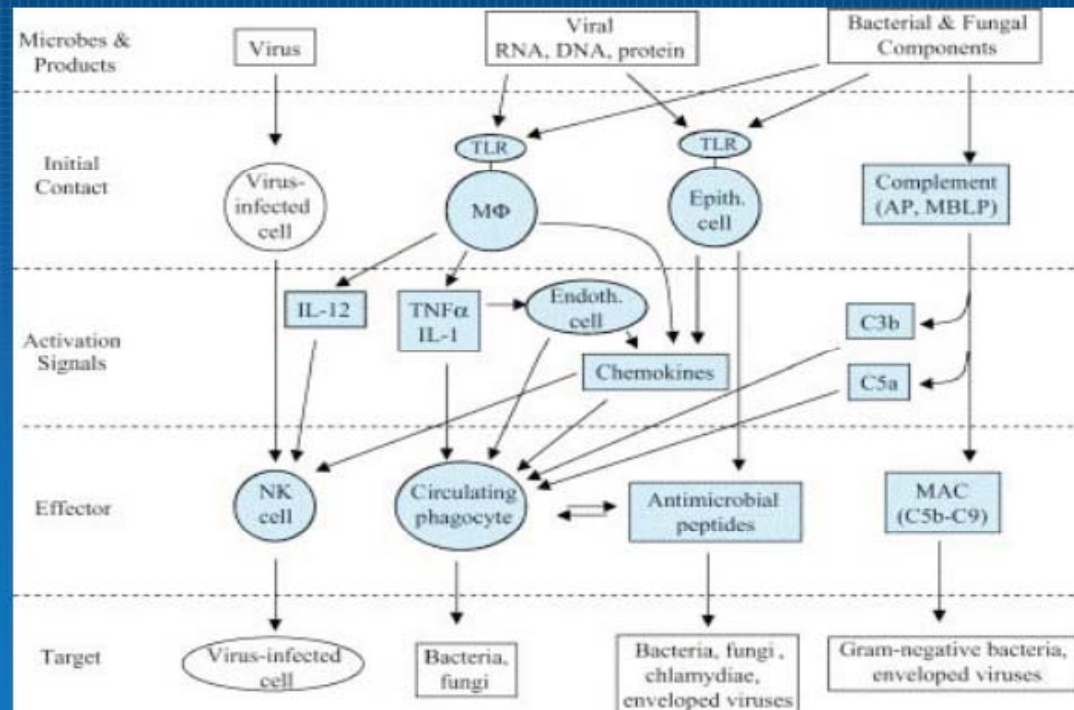 Microbes &
Products
Virus
Viral
RNA, DNA, protein
Bacterial & Fungal
Components
Initial
Contact
Virus-
infected
cell
TLR
MΦ
TLR
Epith.
cell
Complement
(AP, MBLP)
Activation
Signals
IL-12
TNFα
IL-1
Endoth.
cell
Chemokines
C3b
C5a
Effector
NK
cell
Circulating
phagocyte
Antimicrobial
peptides
MAC
(C5b-C9)
Target
Virus-infected
cell
Bacteria,
fungi
Bacteria, fungi ,
chlamydiae,
enveloped viruses
Gram-negative bacteria,
enveloped viruses